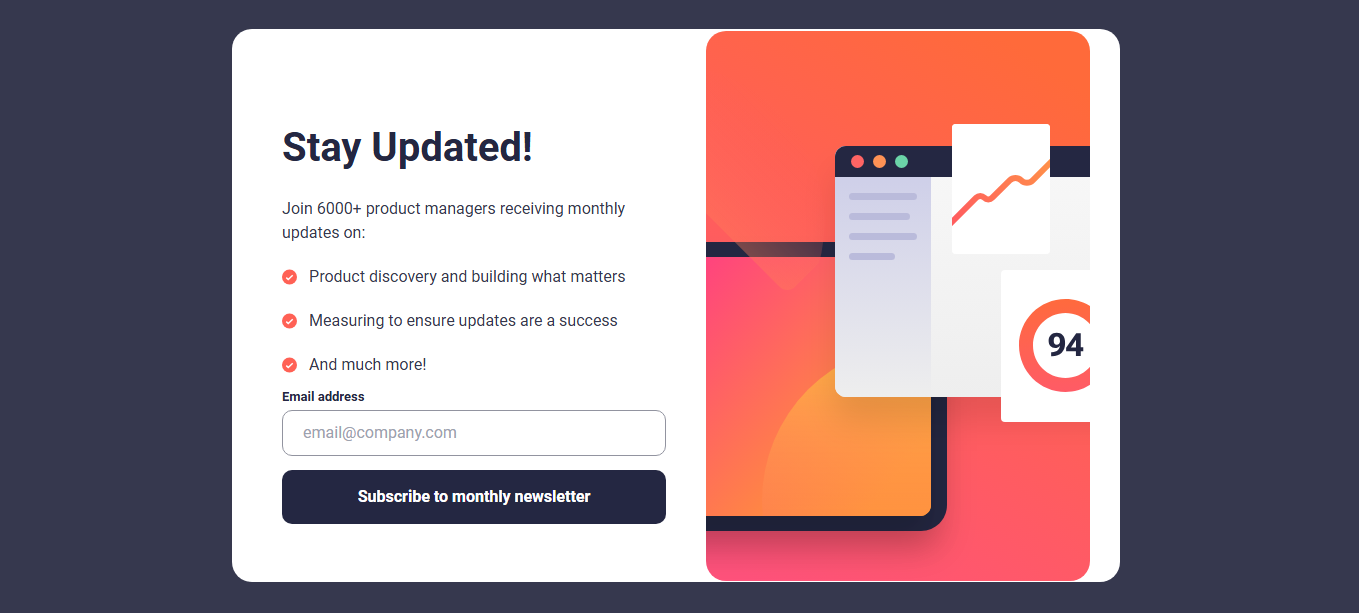 Stay Updated!
Join 6000+ product managers receiving monthly
updates on:
Product discovery and building what matters
Measuring to ensure updates are a success
And much more!
Email address
email@company.com
Subscribe to monthly newsletter
94